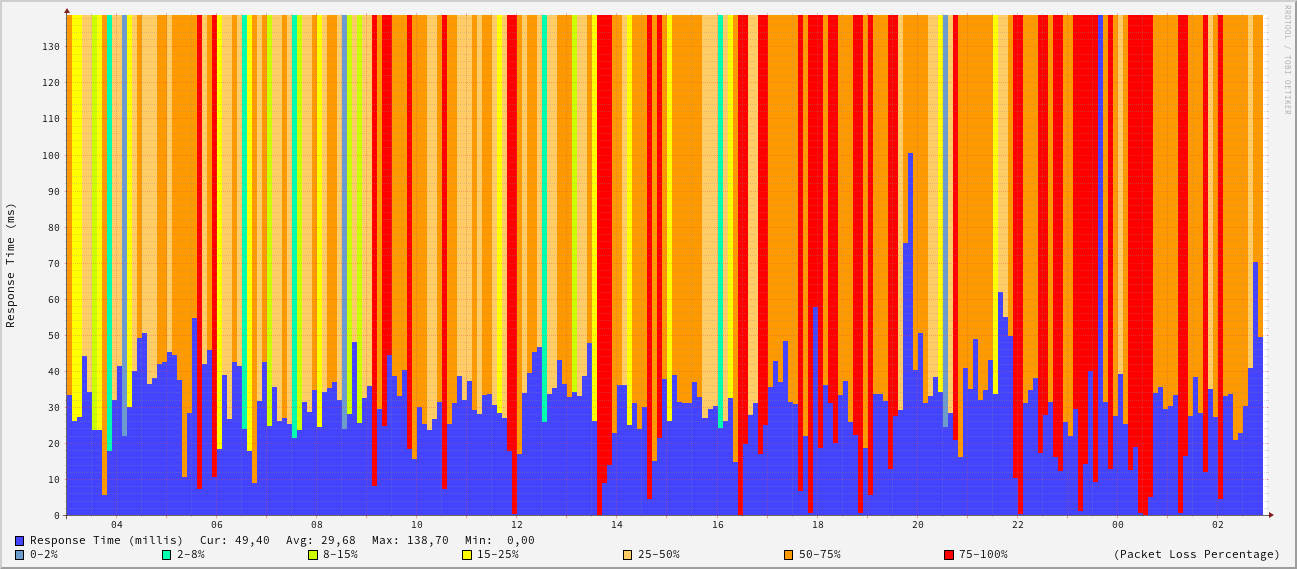 RRDTOOL / TOBI OETIKER
Response Time (ms)
130
120
110
100
90
80
70
60
50
40
30
20
10
0
04 06 08 10 12 14 16 18 20 22 00 02
Response Time (millis) Cur: 49,40 Avg: 29,68 Max: 138,70 Min: 0,00
0-2% 2-8% 8-15% 15-25% 25-50% 50-75% 75-100% (Packet Loss Percentage)